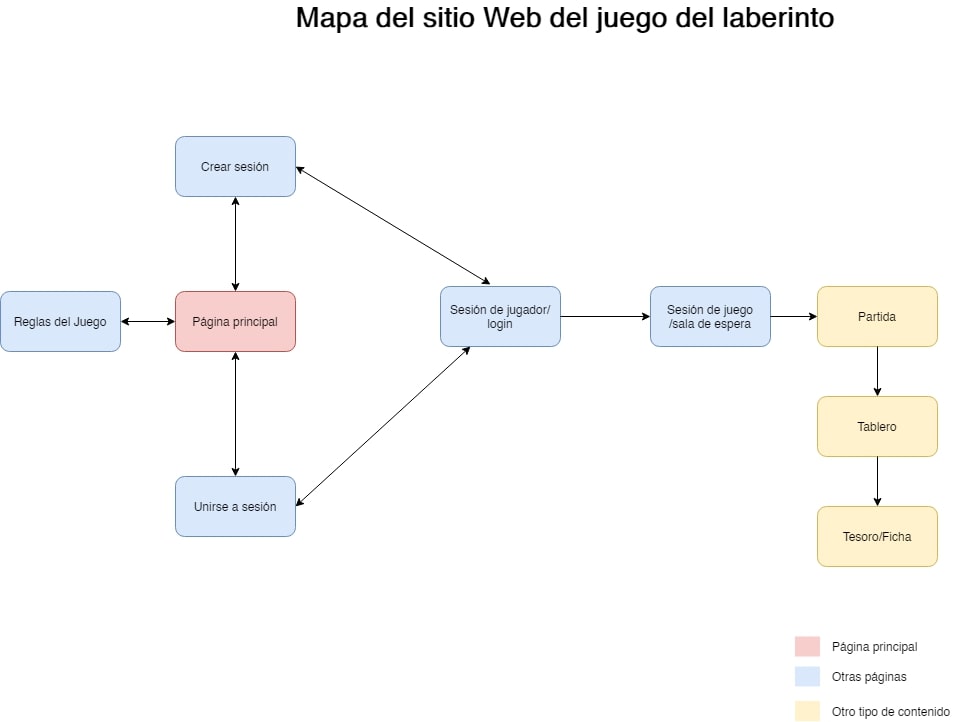 Mapa del sitio Web del juego del laberinto
Crear sesión
Reglas del Juego
Página principal
Sesión de jugador/
login
Sesión de juego
/sala de espera
Partida
Tablero
Unirse a sesión
Tesoro/Ficha
Página principal
Otras páginas
Otro tipo de contenido